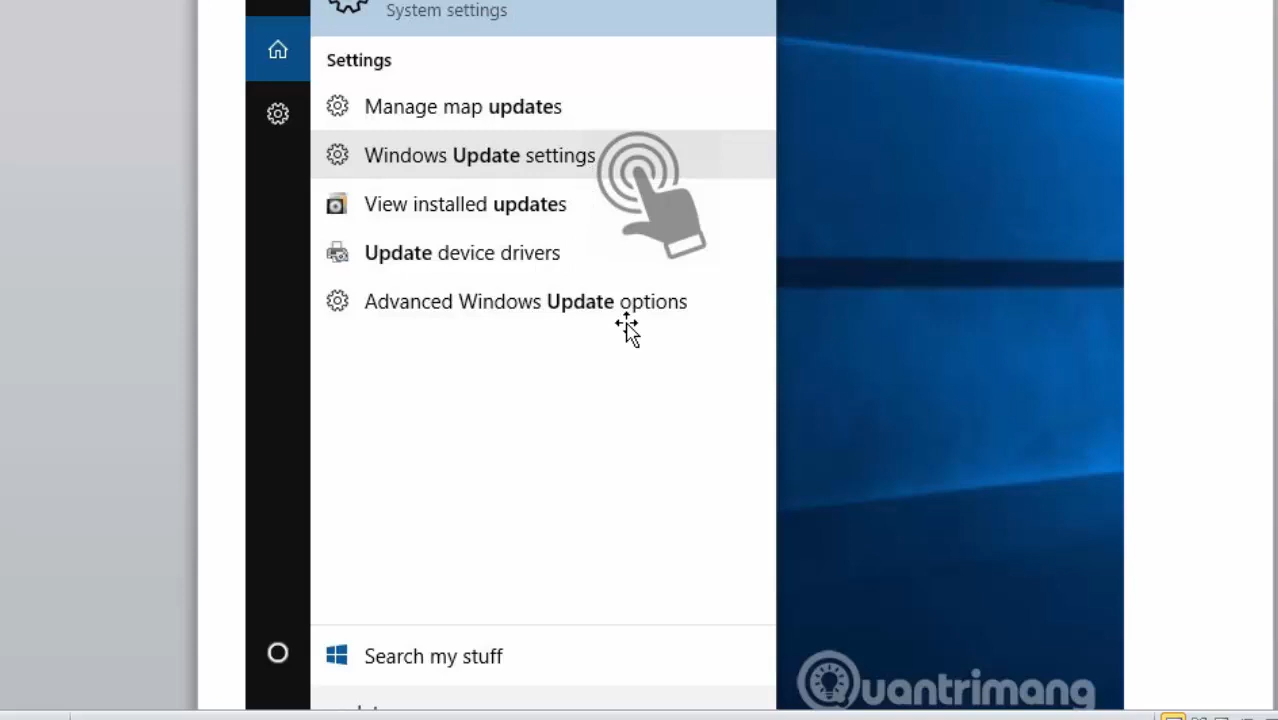 System settings
Settings
Manage map updates
Windows Update settings
View installed updates
Update device drivers
Advanced Windows Update options
Search my stuff
Quantrimang